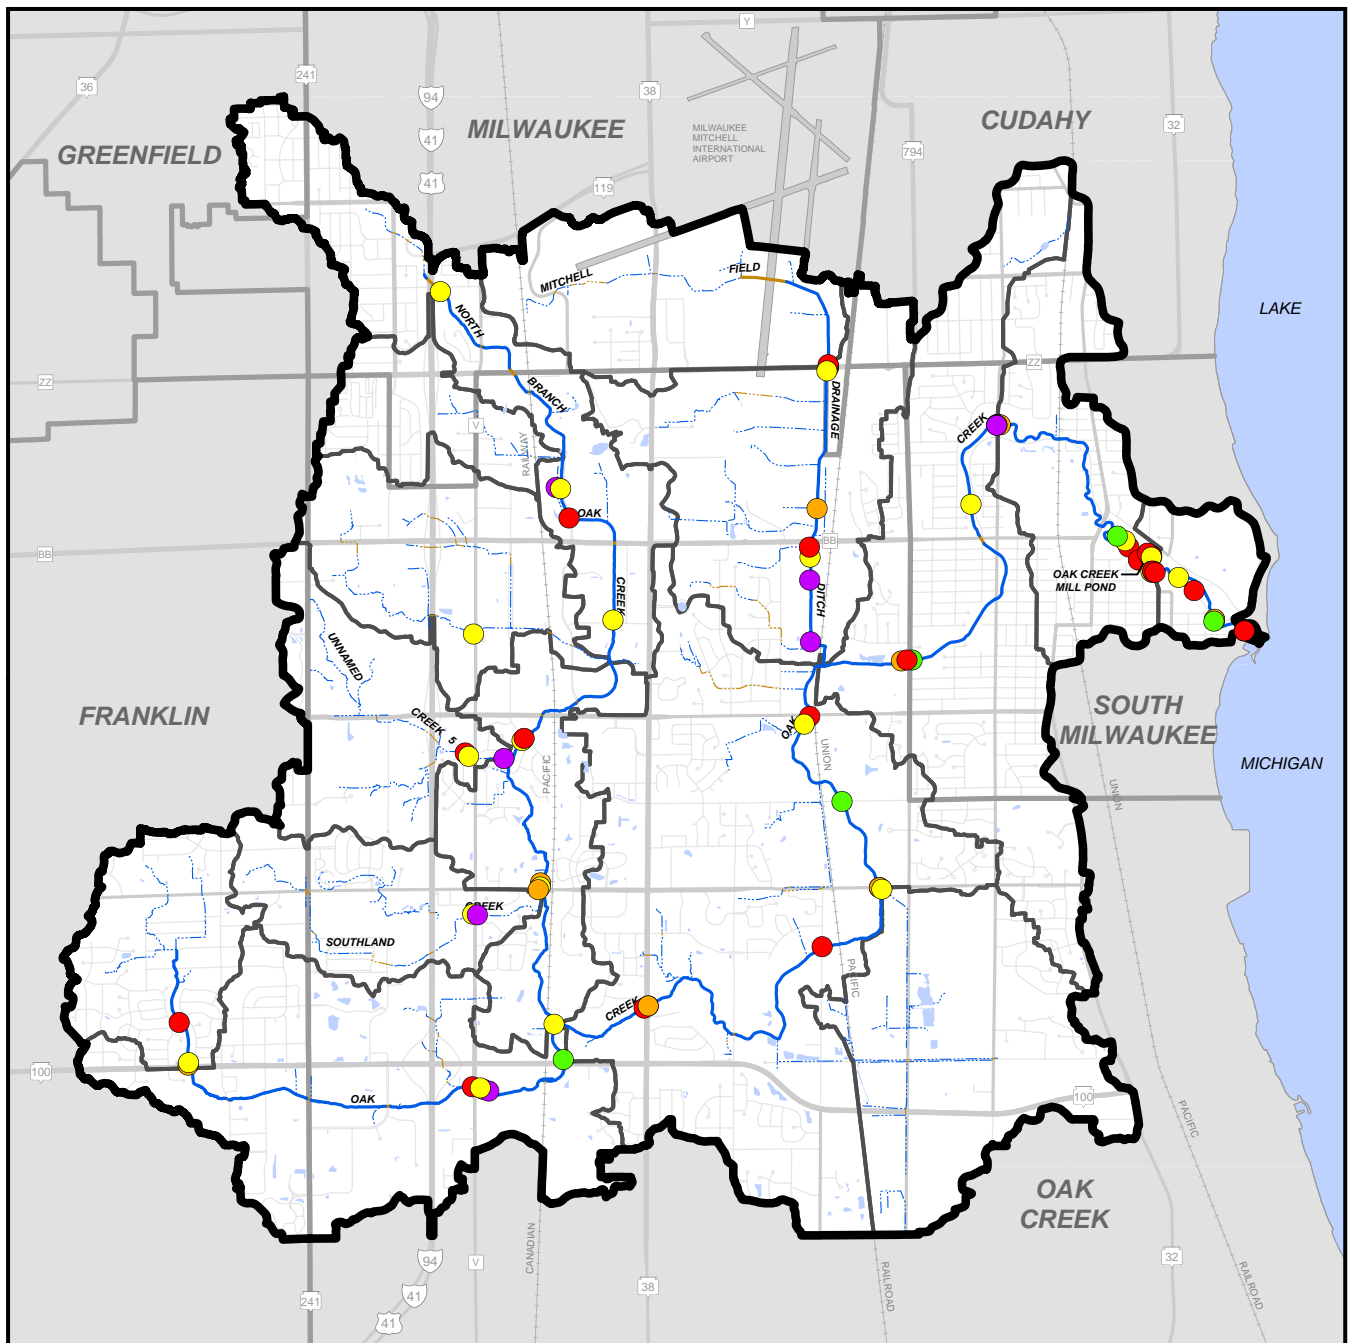 Y
36
241
94
38
MILWAUKEE
CUDAHY
32
41
MILWAUKEE
MITCHELL
INTERNATIONAL
AIRPORT
794
GREENFIELD
41
119
MITCHELL
FIELD
NORTH
LAKE
ZZ
ZZ
BRANCH
DRAINAGE
V
CREEK
RAILWAY
OAK
BB
BB
CREEK
DITCH
OAK CREEK
MILL POND
UNNAMED
FRANKLIN
CREEK 5
OAK
SOUTH
MILWAUKEE
UNION
PACIFIC
MICHIGAN
UNION
CREEK
SOUTHLAND
PACIFIC
CREEK
100
OAK
100
PACIFIC
OAK
CREEK
CANADIAN
94
V
32
41
38
RAILROAD
RAILROAD
241
41